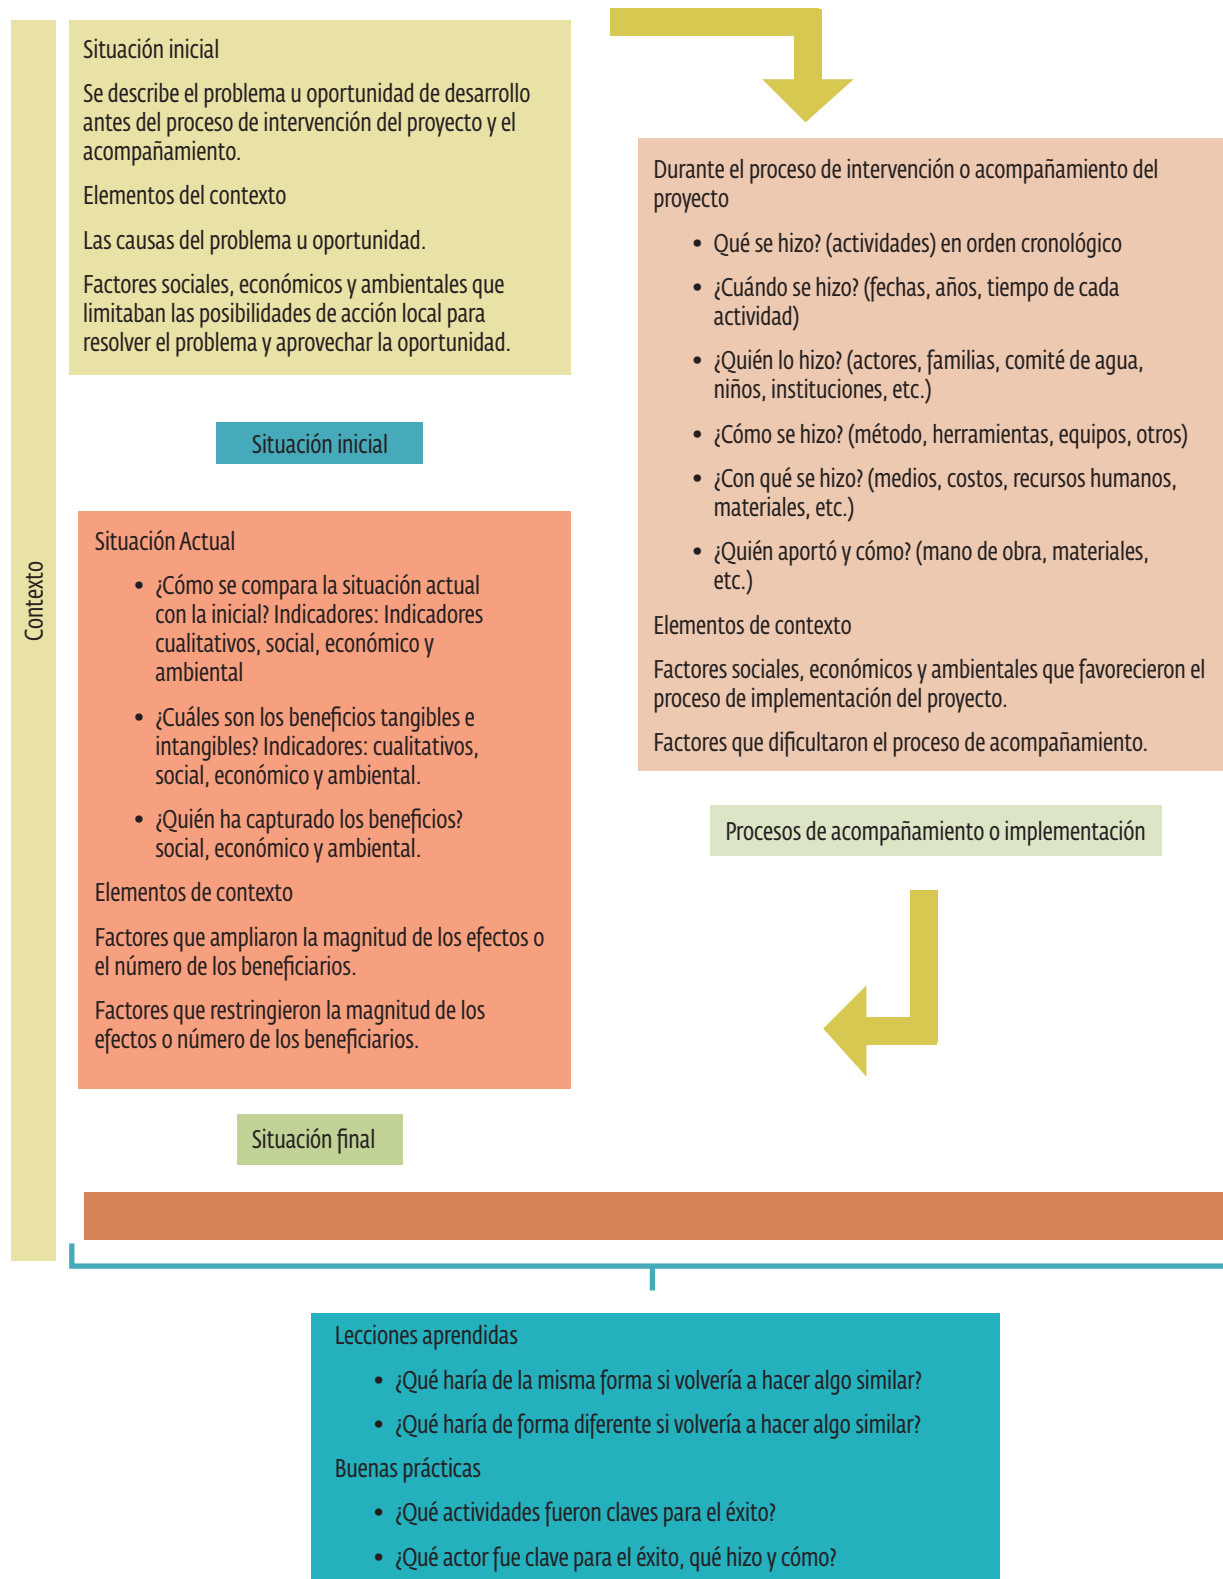 Contexto
Situación inicial
Se describe el problema u oportunidad de desarrollo
antes del proceso de intervención del proyecto y el
acompañamiento.
Elementos del contexto
Las causas del problema u oportunidad.
Factores sociales, económicos y ambientales que
limitaban las posibilidades de acción local para
resolver el problema y aprovechar la oportunidad.
Situación inicial
Durante el proceso de intervención o acompañamiento del
proyecto
• Qué se hizo? (actividades) en orden cronológico
• ¿Cuándo se hizo? (fechas, años, tiempo de cada
actividad)
• ¿Quién lo hizo? (actores, familias, comité de agua,
niños, instituciones, etc.)
• ¿Cómo se hizo? (método, herramientas, equipos, otros)
• ¿Con qué se hizo? (medios, costos, recursos humanos,
materiales, etc.)
• ¿Quién aportó y cómo? (mano de obra, materiales,
etc.)
Elementos de contexto
Factores sociales, económicos y ambientales que favorecieron el
proceso de implementación del proyecto.
Factores que dificultaron el proceso de acompañamiento.
Procesos de acompañamiento o implementación
Situación Actual
• ¿Cómo se compara la situación actual
con la inicial? Indicadores: Indicadores
cualitativos, social, económico y
ambiental
• ¿Cuáles son los beneficios tangibles e
intangibles? Indicadores: cualitativos,
social, económico y ambiental.
• ¿Quién ha capturado los beneficios?
social, económico y ambiental.
Elementos de contexto
Factores que ampliaron la magnitud de los efectos o
el número de los beneficiarios.
Factores que restringieron la magnitud de los
efectos o número de los beneficiarios.
Situación final
Lecciones aprendidas
• ¿Qué haría de la misma forma si volvería a hacer algo similar?
• ¿Qué haría de forma diferente si volvería a hacer algo similar?
Buenas prácticas
• ¿Qué actividades fueron claves para el éxito?
• ¿Qué actor fue clave para el éxito, qué hizo y cómo?